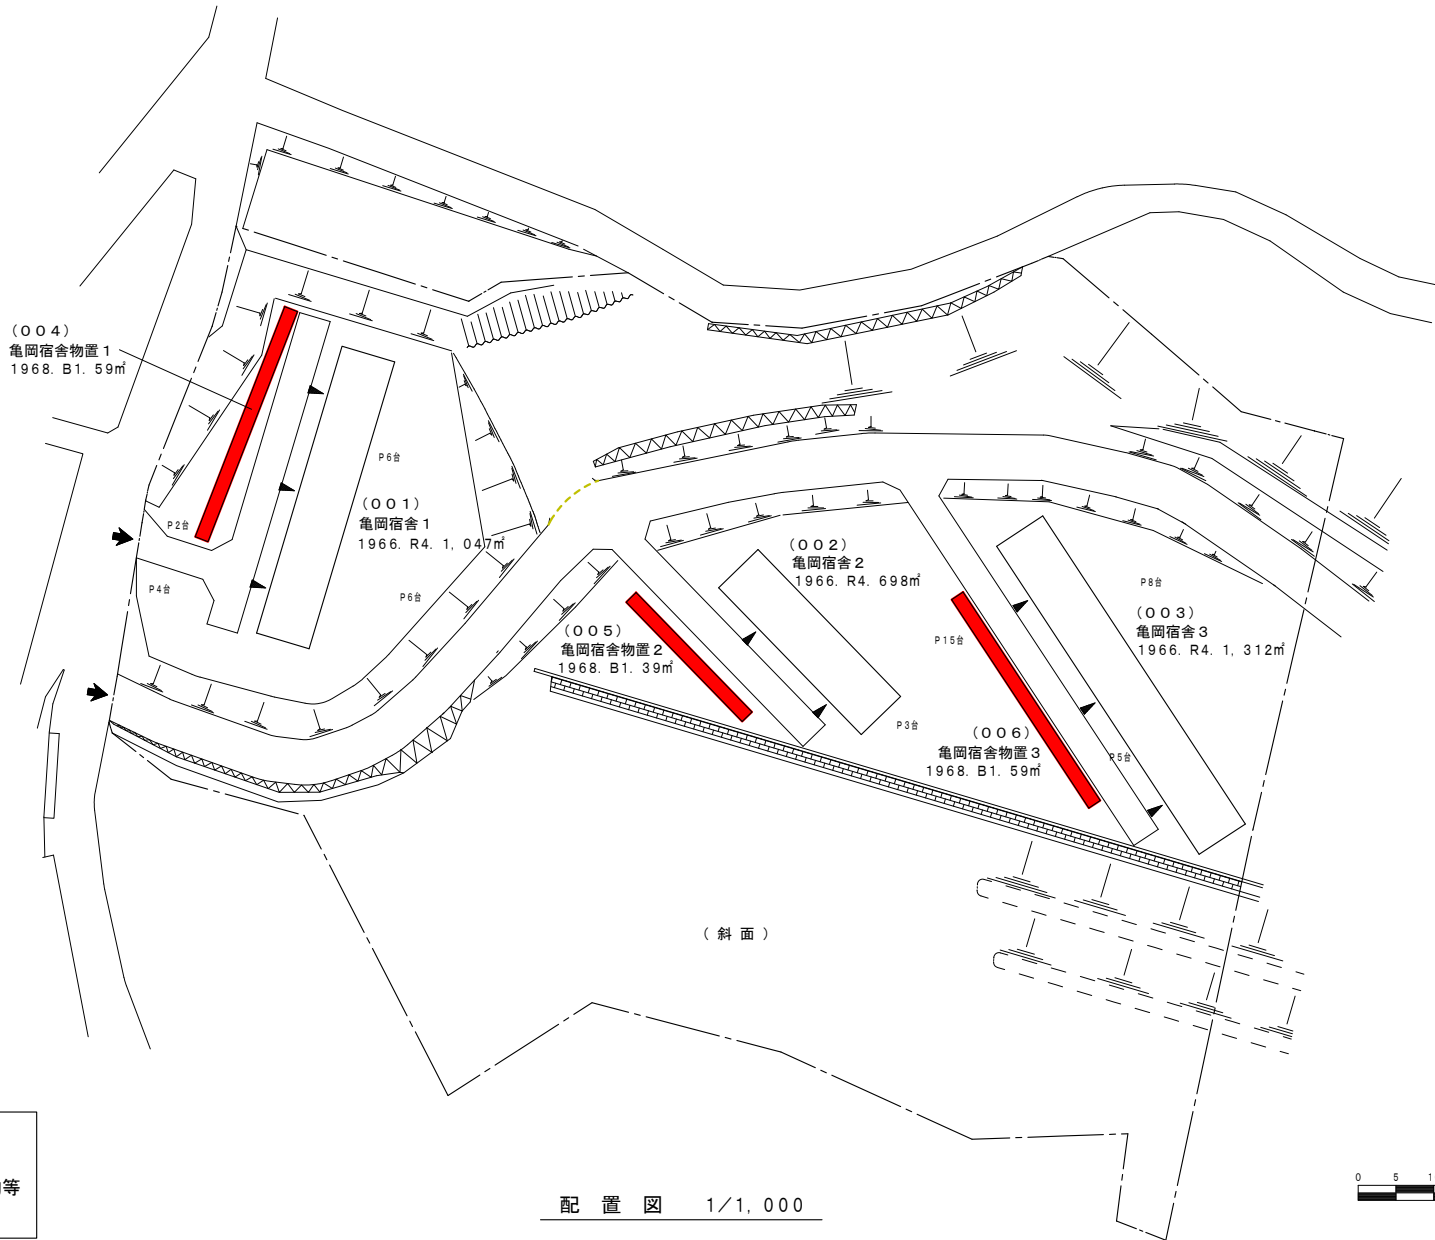 (004)
亀岡宿舎物置1
1968. B1. 59㎡
P6台
(001)
亀岡宿舎1
1966. R4. 1, 047㎡
P2台
P4台
P6台
(002)
亀岡宿舎2
1966. R4. 698㎡
(005)
亀岡宿舎物置2
1968. B1. 39㎡
P8台
(003)
亀岡宿舎3
1966. R4. 1, 312㎡
P15台
P3台
(006)
亀岡宿舎物置3
1968. B1. 59㎡
P5台
(斜面)
等
配置図 1/1, 000
0 5 1